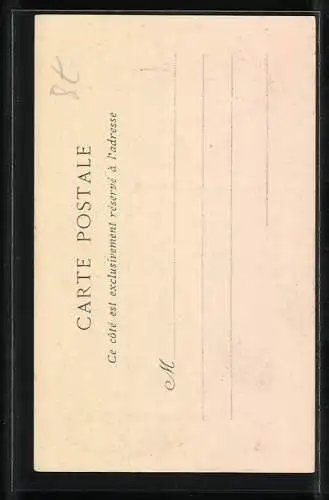 CARTE POSTALE
Ce côté est exclusivement réservé à l'adresse
M